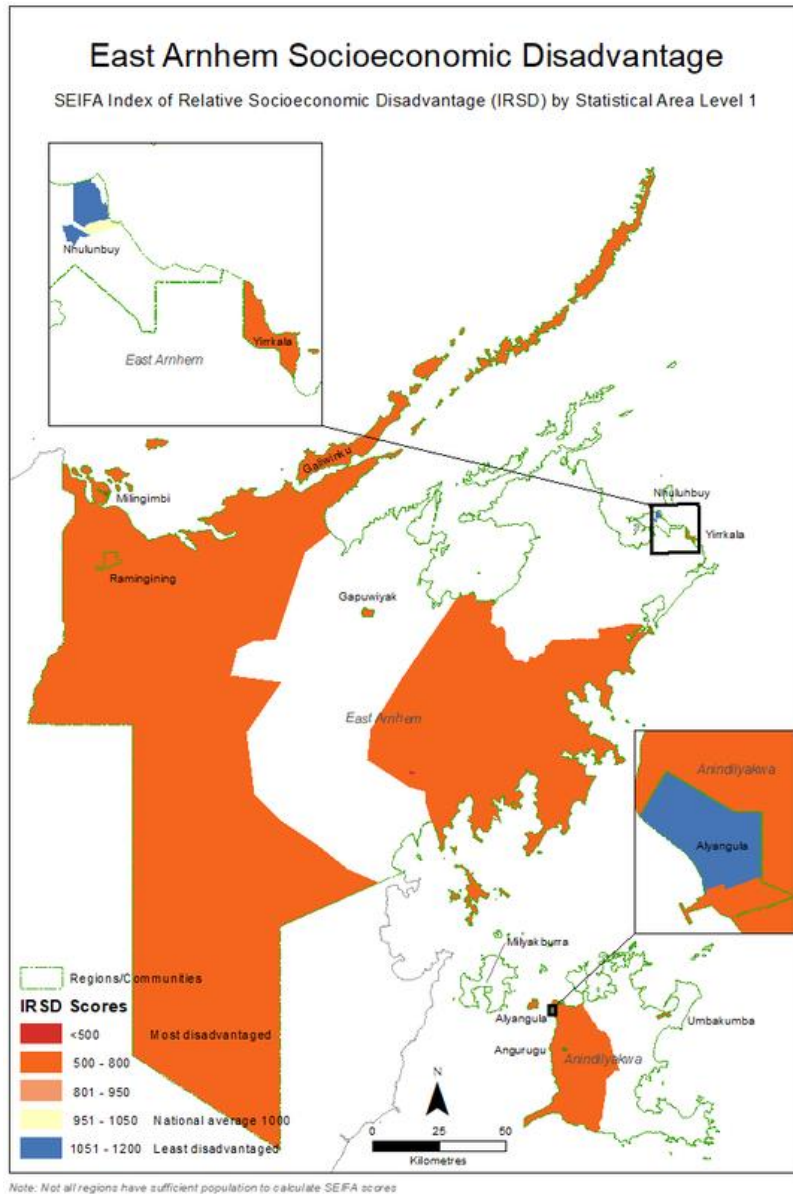 East Arnhem Socioeconomic Disadvantage
SEIFA Index of Relative Socioeconomic Disadvantage (IRSD) by Statistical Area Level 1
Nhulunbuy
East Arnhem
Yirrkala
Galiwinku
Milingimbi
Nhulunbuy
Yirrkala
Ramingining
Gapuwiyak
East Arnhem
Anindilyakwa
Alyangula
Milyakburra
Alyangula
Umbakumba
Angurugu
Anindilyakwa
Regions/Communities
IRSD Scores
<500 Most disadvantaged
500 - 800
801 - 950
951 - 1050 National average 1000
1051 - 1200 Least disadvantaged
N
0 25 50
Kilometres
Note: Not all regions have sufficient population to calculate SEIFA scores